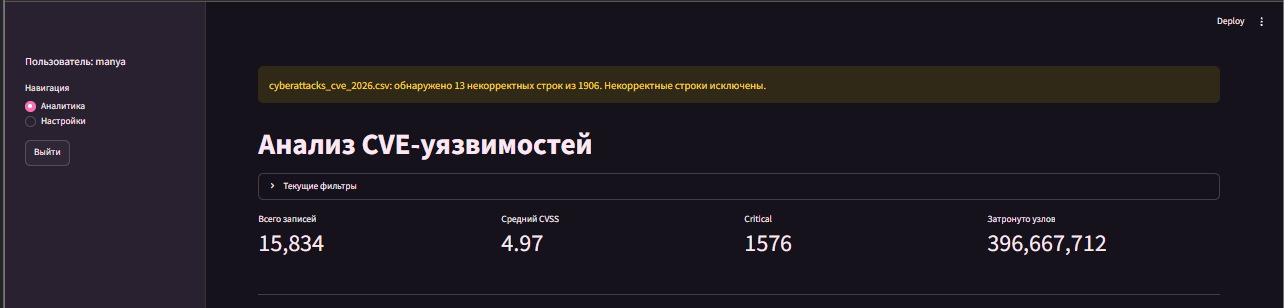 Deploy
Пользователь: manya
Навигация
Аналитика
Настройки
Выйти
cyberattacks_cve_2026.csv: обнаружено 13 некорректных строк из 1906. Некорректные строки исключены.
Анализ CVE-уязвимостей
Текущие фильтры
Всего записей
15,834
Средний CVSS
4.97
Critical
1576
Затронуто узлов
396,667,712